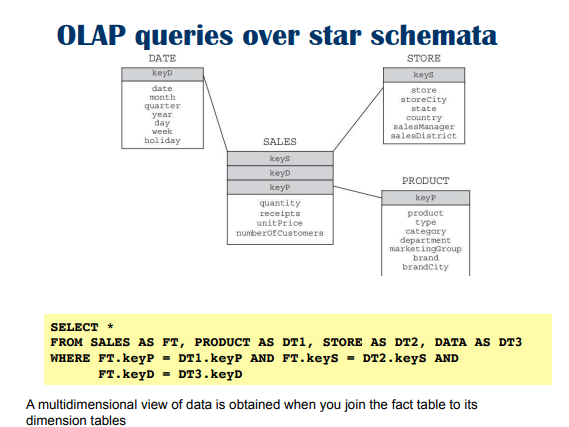 OLAP queries over star schemata
DATE
keyD
date
month
quarter
year
day
week
holiday
STORE
keyS
store
storeCity
state
country
salesManager
salesDistrict
SALES
keyS
keyD
keyP
quantity
receipts
unitPrice
numberOfCustomers
PRODUCT
keyP
product
type
category
department
marketingGroup
brand
brandCity
SELECT *
FROM SALES AS FT, PRODUCT AS DT1, STORE AS DT2, DATA AS DT3
WHERE FT.keyP = DT1.keyP AND FT.keyS = DT2.keyS AND
FT.keyD = DT3.keyD
A multidimensional view of data is obtained when you join the fact table to its
dimension tables